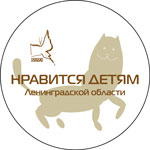 НРАВИТСЯ ДЕТЯМ
Ленинградской области